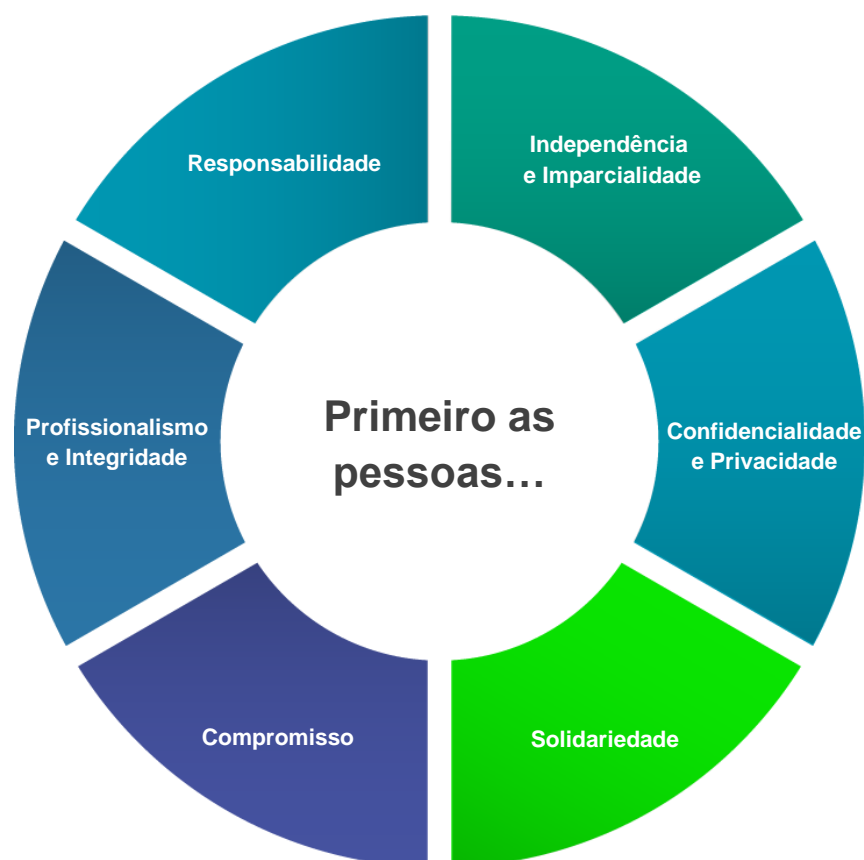 Responsabilidade
Independência
e Imparcialidade
Profissionalismo
e Integridade
Primeiro as
pessoas…
Confidencialidade
e Privacidade
Compromisso
Solidariedade